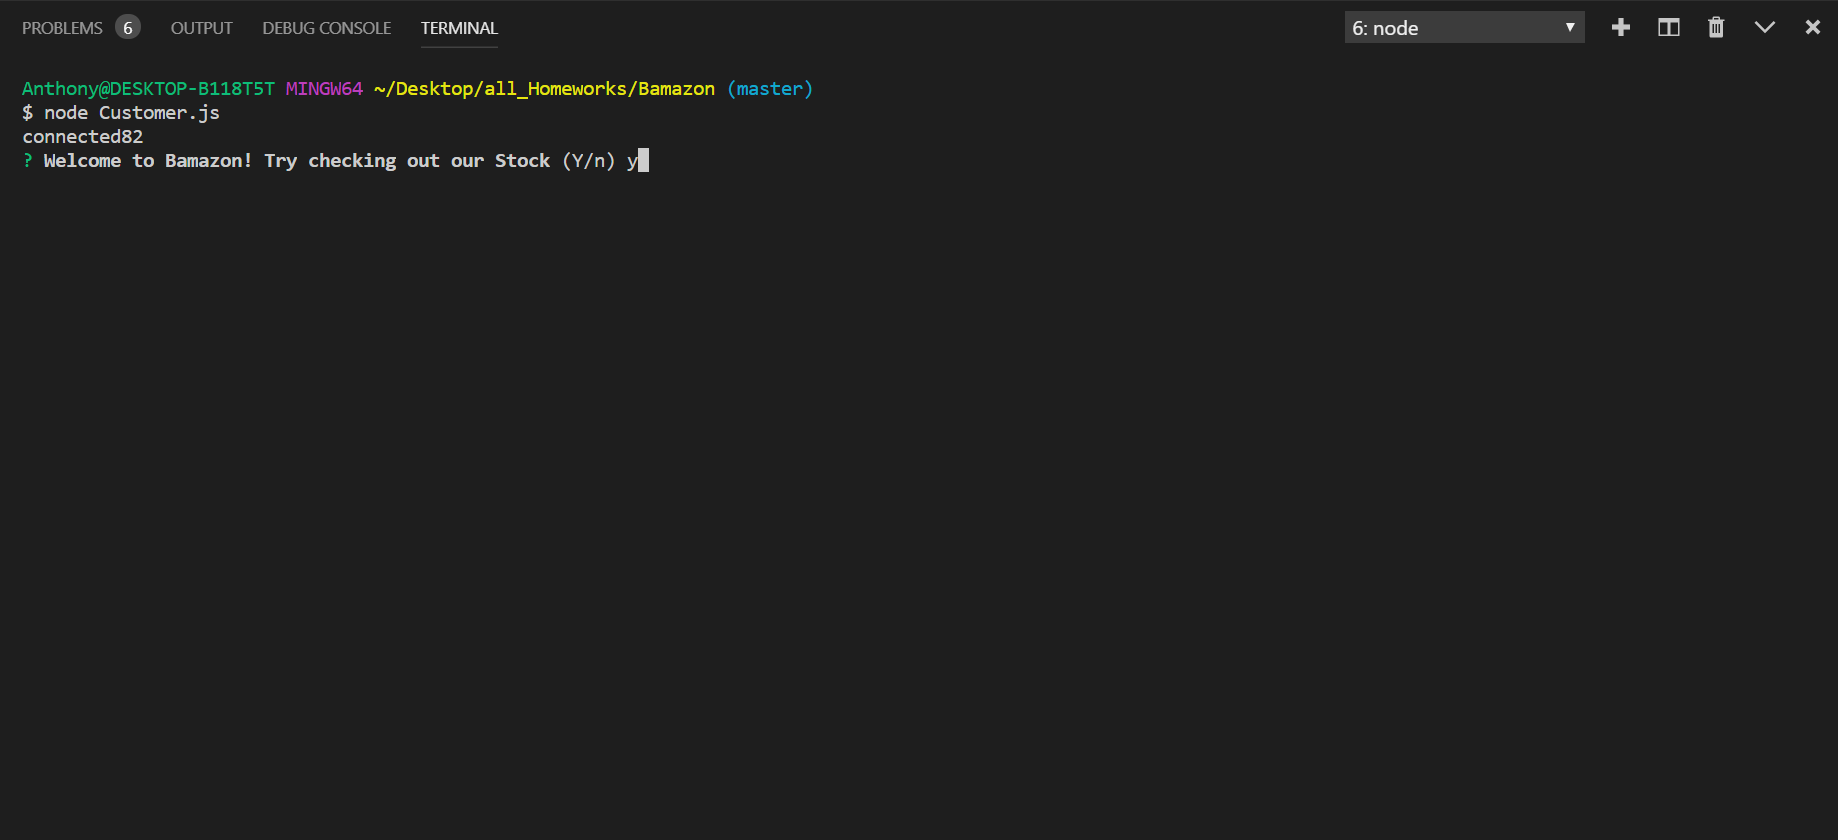 PROBLEMS 6 OUTPUT DEBUG CONSOLE TERMINAL 6: node
Anthony@DESKTOP-B118T5T MINGW64 ~/Desktop/all_Homeworks/Bamazon (master)
$ node Customer.js
connected82
? Welcome to Bamazon! Try checking out our Stock (Y/n) y